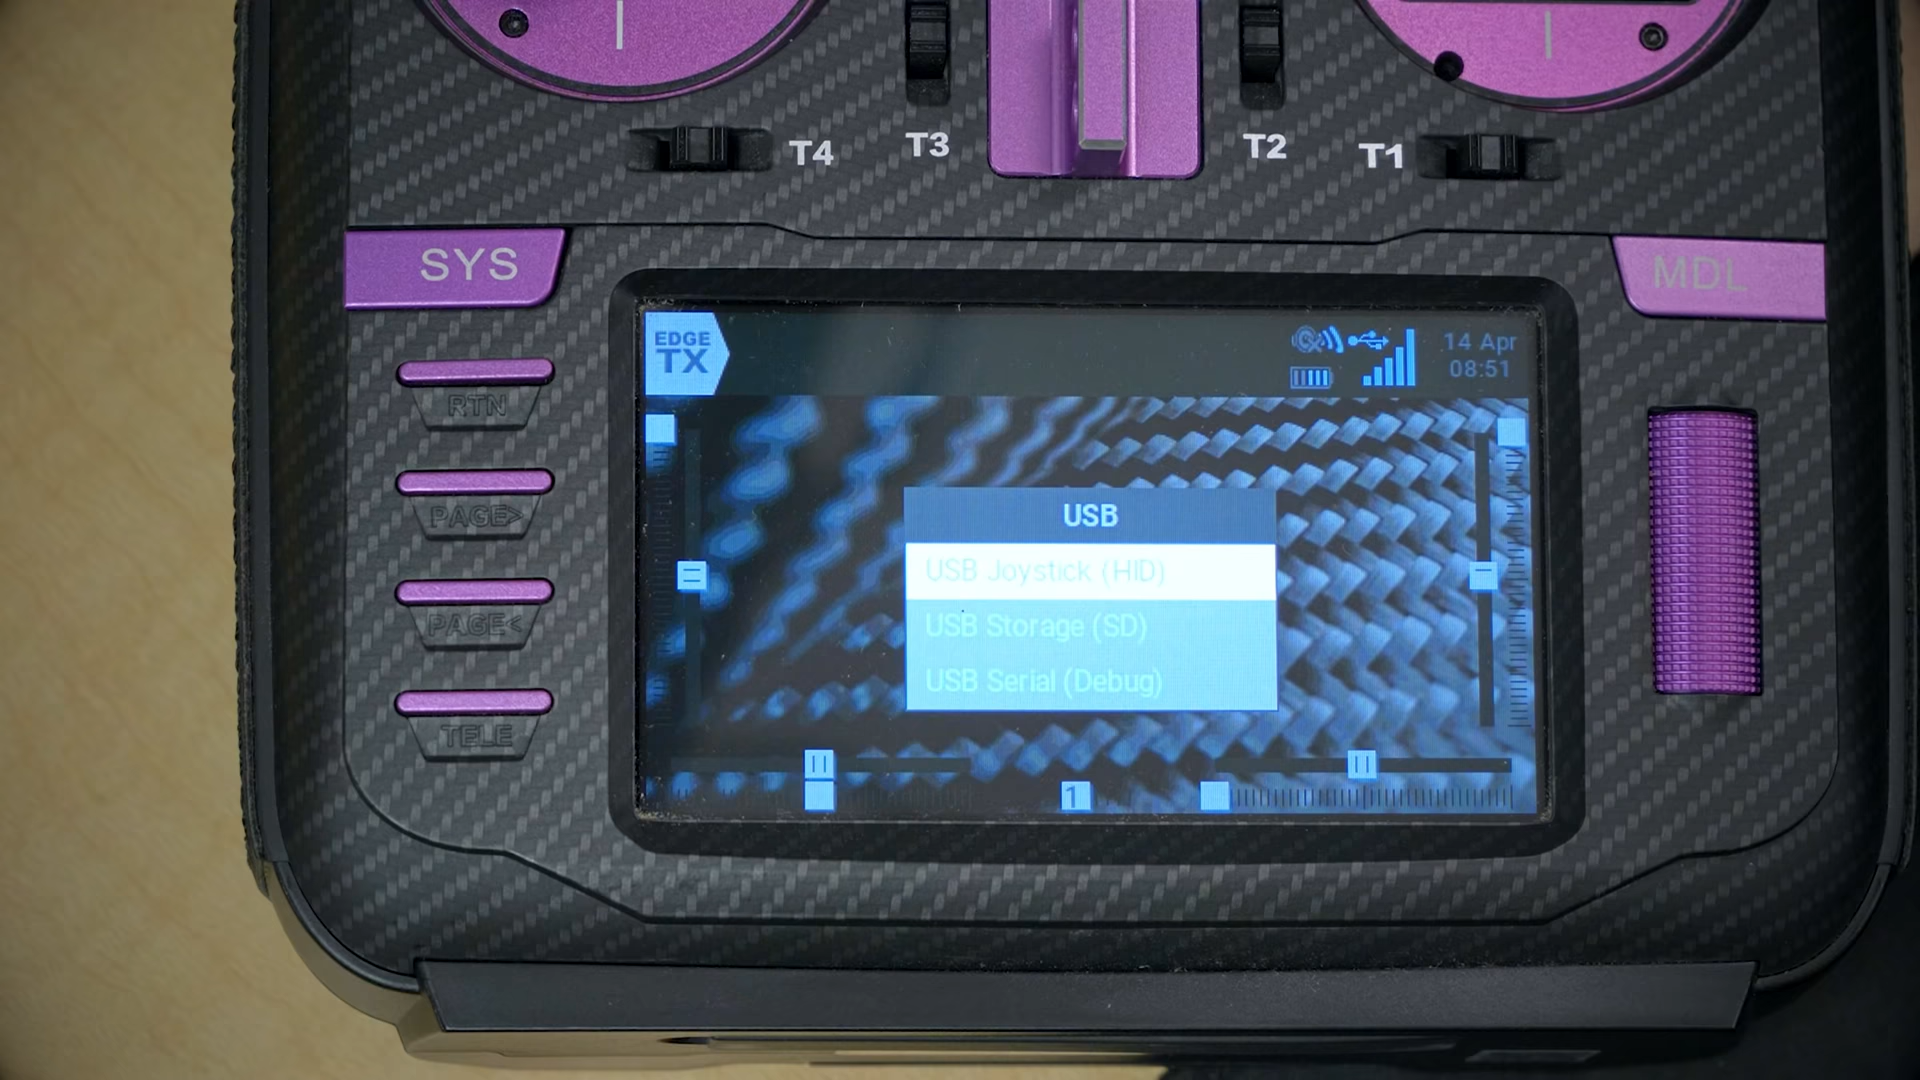 T4
T3
T2
T1
SYS
MDL
EDGE
TX
14 Apr
08:51
RTN
PAGE>
PAGE<
TELE
USB
USB Joystick (HID)
USB Storage (SD)
USB Serial (Debug)
1